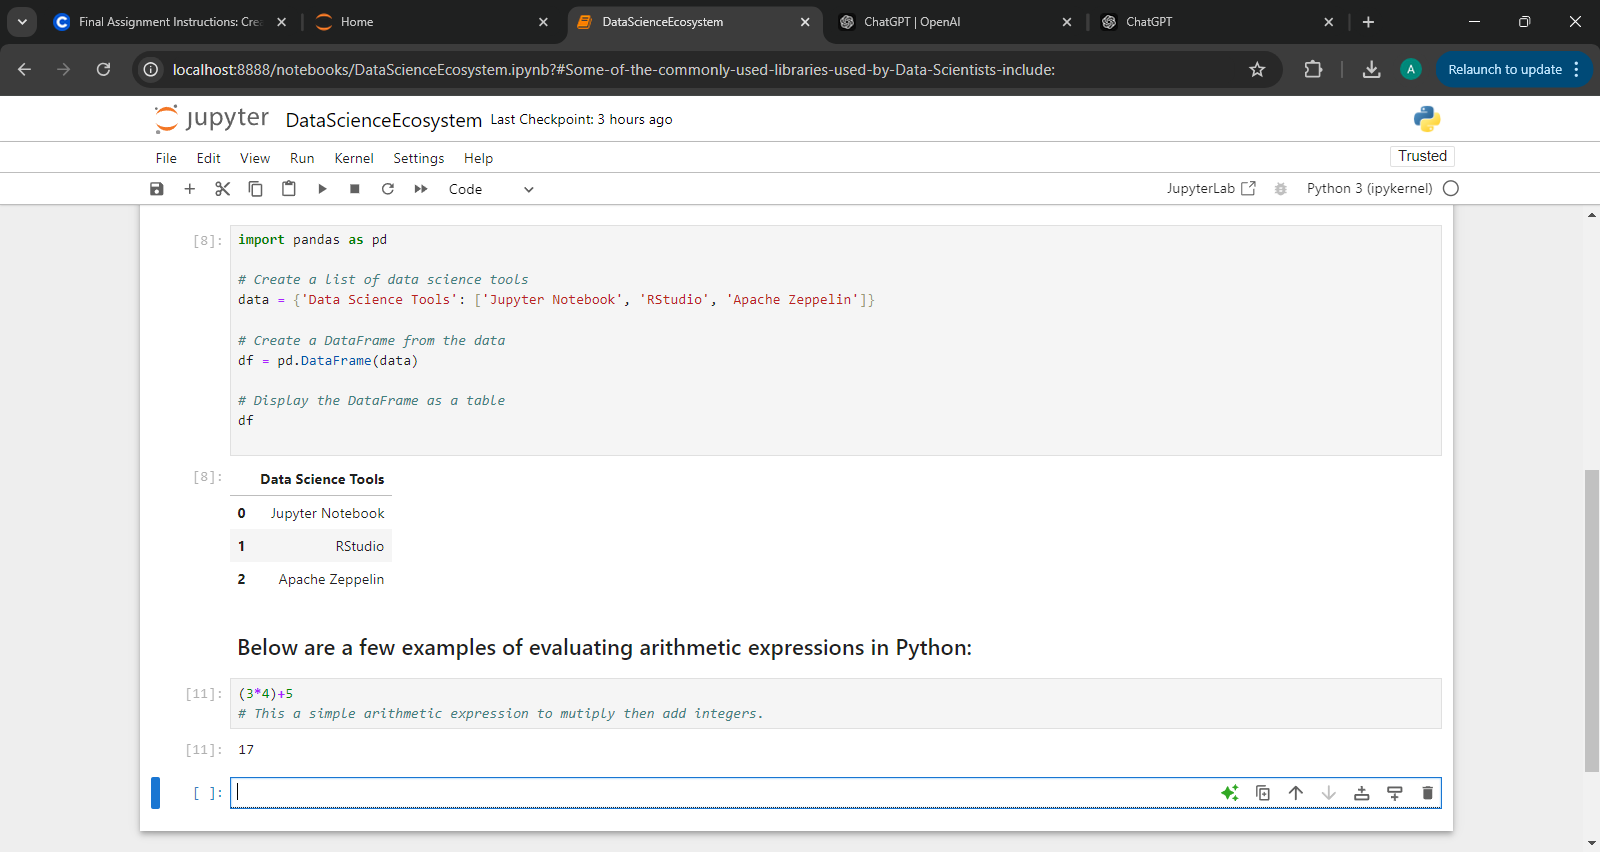 Final Assignment Instructions: Cre
Home
DataScienceEcosystem
ChatGPT | OpenAI
ChatGPT
localhost:8888/notebooks/DataScienceEcosystem.ipynb?#Some-of-the-commonly-used-libraries-used-by-Data-Scientists-include:
A
Relaunch to update
jupyter DataScienceEcosystem Last Checkpoint: 3 hours ago
File Edit View Run Kernel Settings Help
Trusted
Code
JupyterLab
Python 3 (ipykernel)
[8]: import pandas as pd
# Create a list of data science tools
data = {'Data Science Tools': ['Jupyter Notebook', 'RStudio', 'Apache Zeppelin']}
# Create a DataFrame from the data
df = pd.DataFrame(data)
# Display the DataFrame as a table
df
[8]: Data Science Tools
0 Jupyter Notebook
1 RStudio
2 Apache Zeppelin
Below are a few examples of evaluating arithmetic expressions in Python:
[11]: (3*4)+5
# This a simple arithmetic expression to mutiply then add integers.
[11]: 17
[ ]: